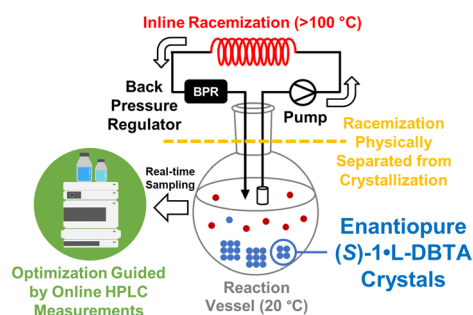 Inline Racemization (>100 °C)
BPR
Back
Pressure
Regulator
Pump
Racemization
Physically
Separated from
Crystallization
Real-time
Sampling
Enantiopure
(S)-1•L-DBTA
Crystals
Optimization Guided
by Online HPLC
Measurements
Reaction
Vessel (20 °C)